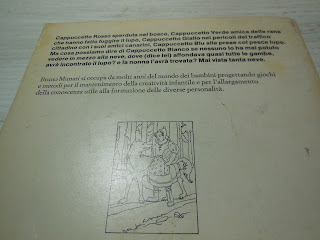 Cappuccetto Rosso sperduta nel bosco, Cappuccetto Verde amica delle rane
che hanno fatto fuggire il lupo, Cappuccetto Giallo nei pericoli del traffico
cittadino con i suoi amici canarini, Cappuccetto Blu alle prese col pesce lupo.
Ma cosa possiamo dire di Cappuccetto Bianco se nessuno lo ha mai potuto
vedere in mezzo alla neve, dove (dice lei) affondava quasi tutte le gambe,
avrà incontrato il lupo? e la nonna l'avrà trovata? Mai vista tanta neve.
Bruno Munari si occupa da molti anni del mondo dei bambini progettando giochi
e metodi per il mantenimento della creatività infantile e per l'allargamento
della conoscenza utile alla formazione delle diverse personalità.